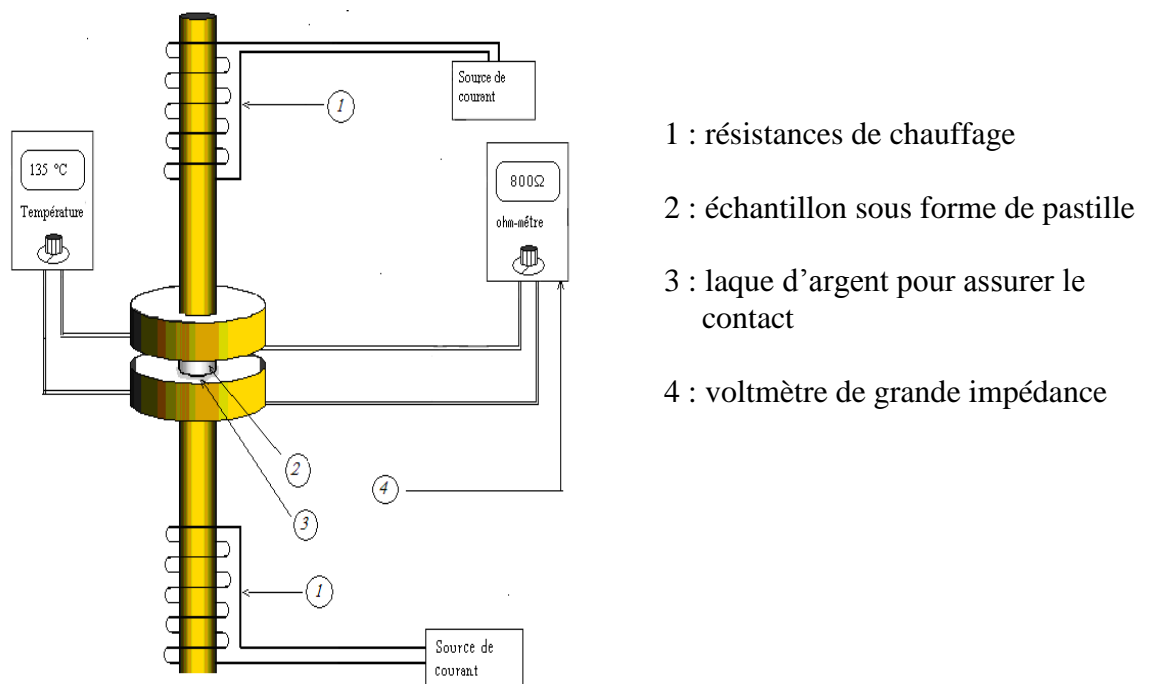 Source de
courant
1
135 °C
Température
800Ω
ohm-métre
2
4
3
1
Source de
courant
1 : résistances de chauffage
2 : échantillon sous forme de pastille
3 : laque d’argent pour assurer le
contact
4 : voltmètre de grande impédance